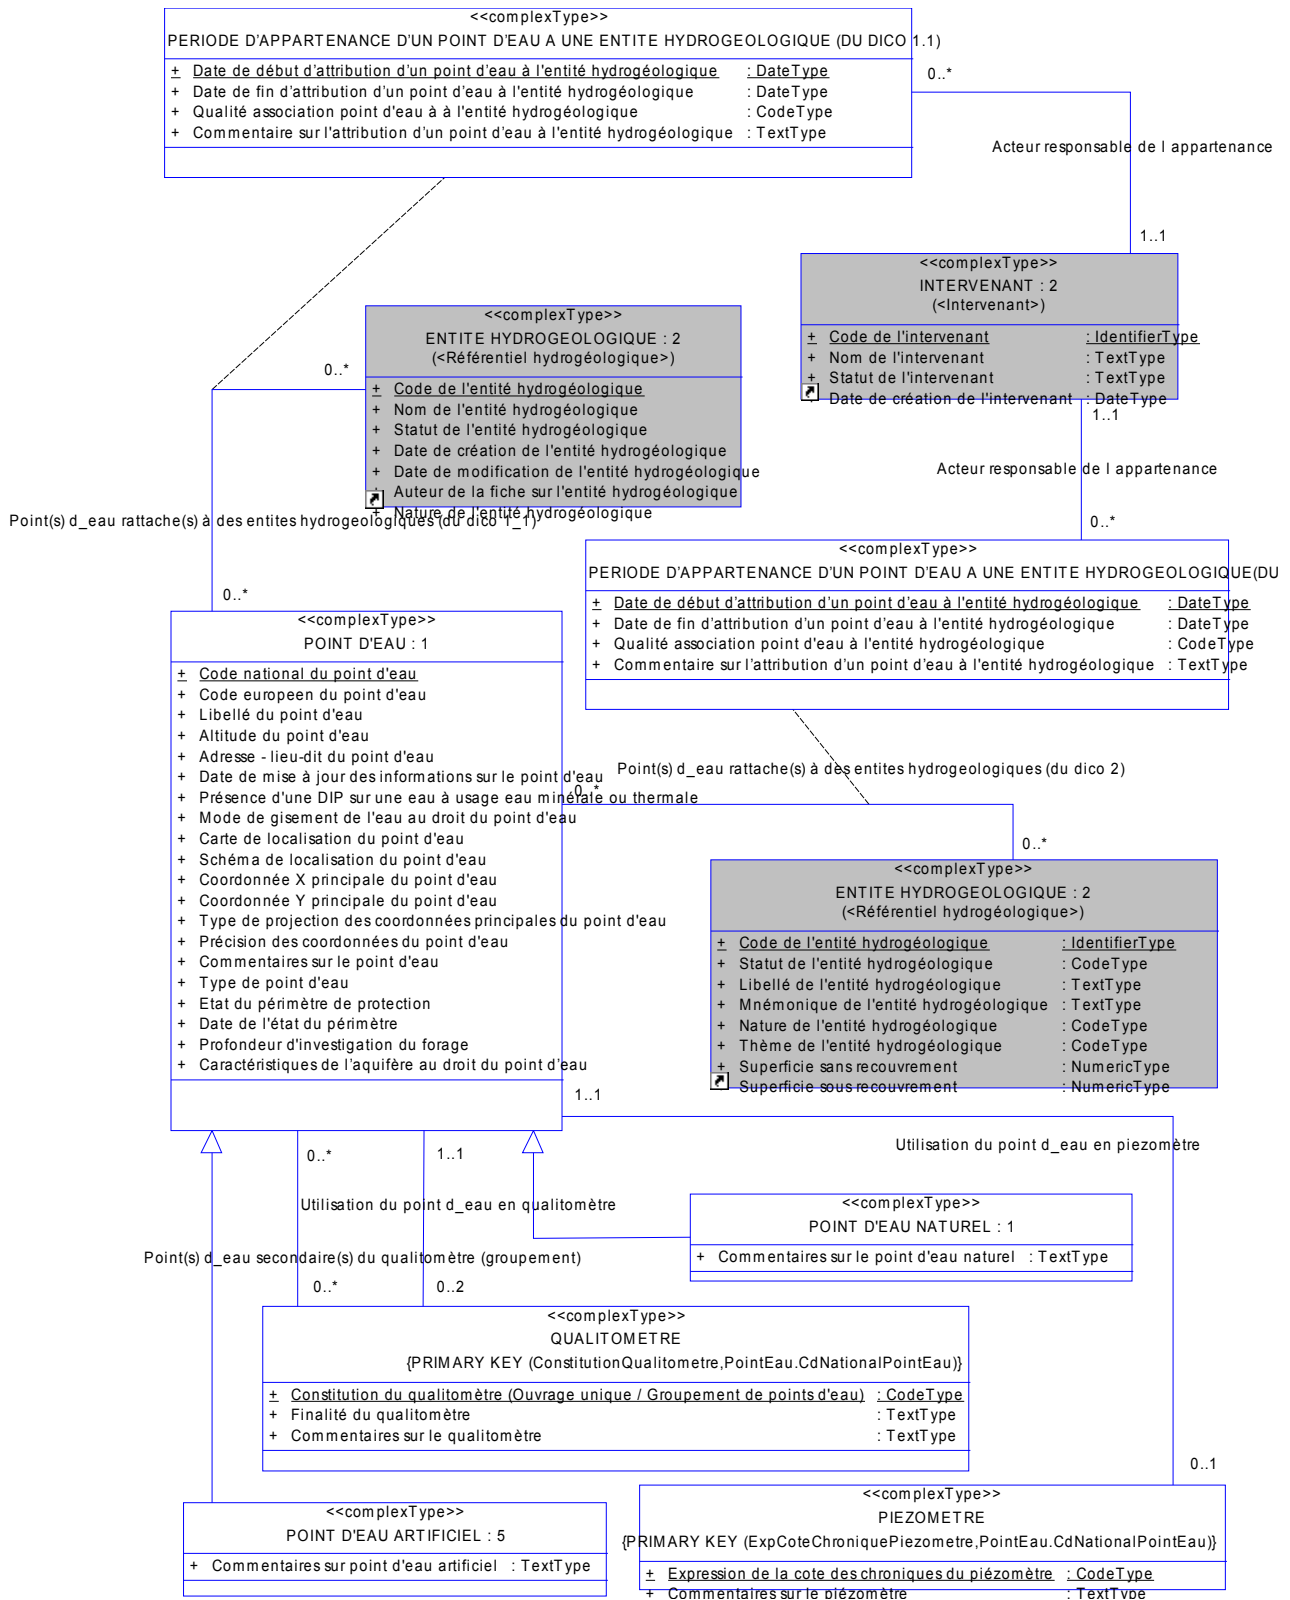 <<complexType>>
PERIODE D'APPARTENANCE D'UN POINT D'EAU A UNE ENTITE HYDROGEOLOGIQUE (DU DICO 1.1)
+ Date de début d'attribution d'un point d'eau à l'entité hydrogéologique : DateType
+ Date de fin d'attribution d'un point d'eau à l'entité hydrogéologique : DateType
+ Qualité association point d'eau à à l'entité hydrogéologique : CodeType
+ Commentaire sur l'attribution d'un point d'eau à l'entité hydrogéologique : TextType
0..*
Acteur responsable de l appartenance
1..1
<<complexType>>
INTERVENANT : 2
(<Intervenant>)
+ Code de l'intervenant : IdentifierType
+ Nom de l'intervenant : TextType
+ Statut de l'intervenant : TextType
+ Date de création de l'intervenant : DateType
1..1
<<complexType>>
ENTITE HYDROGEOLOGIQUE : 2
(<Référentiel hydrogéologique>)
+ Code de l'entité hydrogéologique
+ Nom de l'entité hydrogéologique
+ Statut de l'entité hydrogéologique
+ Date de création de l'entité hydrogéologique
+ Date de modification de l'entité hydrogéologique
+ Auteur de la fiche sur l'entité hydrogéologique
+ Nature de l'entité hydrogéologique
0..*
Point(s) d_eau rattache(s) à des entites hydrogeologiques (du dico 1_1)
0..*
Acteur responsable de l appartenance
0..*
<<complexType>>
PERIODE D'APPARTENANCE D'UN POINT D'EAU A UNE ENTITE HYDROGEOLOGIQUE(DU
+ Date de début d'attribution d'un point d'eau à l'entité hydrogéologique : DateType
+ Date de fin d'attribution d'un point d'eau à l'entité hydrogéologique : DateType
+ Qualité association point d'eau à l'entité hydrogéologique : CodeType
+ Commentaire sur l'attribution d'un point d'eau à l'entité hydrogéologique : TextType
<<complexType>>
POINT D'EAU : 1
+ Code national du point d'eau
+ Code europeen du point d'eau
+ Libellé du point d'eau
+ Altitude du point d'eau
+ Adresse - lieu-dit du point d'eau
+ Date de mise à jour des informations sur le point d'eau
+ Présence d'une DIP sur une eau à usage eau minérale ou thermale
+ Mode de gisement de l'eau au droit du point d'eau
+ Carte de localisation du point d'eau
+ Schéma de localisation du point d'eau
+ Coordonnée X principale du point d'eau
+ Coordonnée Y principale du point d'eau
+ Type de projection des coordonnées principales du point d'eau
+ Précision des coordonnées du point d'eau
+ Commentaires sur le point d'eau
+ Type de point d'eau
+ Etat du périmètre de protection
+ Date de l'état du périmètre
+ Profondeur d'investigation du forage
+ Caractéristiques de l'aquifère au droit du point d'eau
Point(s) d_eau rattache(s) à des entites hydrogeologiques (du dico 2)
0..*
0..*
<<complexType>>
ENTITE HYDROGEOLOGIQUE : 2
(<Référentiel hydrogéologique>)
+ Code de l'entité hydrogéologique : IdentifierType
+ Statut de l'entité hydrogéologique : CodeType
+ Libellé de l'entité hydrogéologique : TextType
+ Mnémonique de l'entité hydrogéologique : TextType
+ Nature de l'entité hydrogéologique : CodeType
+ Thème de l'entité hydrogéologique : CodeType
+ Superficie sans recouvrement : NumericType
Superficie sous recouvrement : NumericType
1..1
Utilisation du point d_eau en piezomètre
0..*
1..1
Utilisation du point d_eau en qualitomètre
<<complexType>>
POINT D'EAU NATUREL : 1
+ Commentaires sur le point d'eau naturel : TextType
Point(s) d_eau secondaire(s) du qualitomètre (groupement)
0..*
0..2
<<complexType>>
QUALITOMETRE
{PRIMARY KEY (ConstitutionQualitometre,PointEau.CdNationalPointEau)}
+ Constitution du qualitomètre (Ouvrage unique / Groupement de points d'eau) : CodeType
+ Finalité du qualitomètre : TextType
+ Commentaires sur le qualitomètre : TextType
0..1
<<complexType>>
POINT D'EAU ARTIFICIEL : 5
+ Commentaires sur point d'eau artificiel : TextType
<<complexType>>
PIEZOMETRE
{PRIMARY KEY (ExpCoteChroniquePiezometre,PointEau.CdNationalPointEau)}
+ Expression de la cote des chroniques du piézomètre : CodeType
+ Commentaires sur le piézomètre : TextType